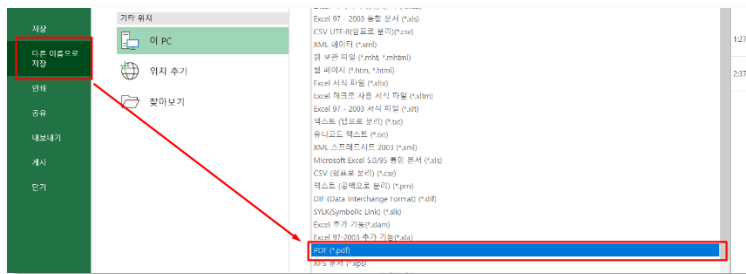 저장
다른 이름으로
저장
인쇄
공유
내보내기
게시
닫기
기타 위치
이 PC
위치 추가
찾아보기
Excel 97 - 2003 통합 문서 (*.xls)
CSV UTF-8(쉼표로 분리)(*.csv)
XML 데이터 (*.xml)
웹 보관 파일 (*.mht, *.mhtml)
웹 페이지 (*.htm, *.html)
Excel 서식 파일 (*.xltx)
Excel 매크로 사용 서식 파일 (*.xltm)
Excel 97 - 2003 서식 파일 (*.xlt)
텍스트 (탭으로 분리) (*.txt)
유니코드 텍스트 (*.txt)
XML 스프레드시트 2003 (*.xml)
Microsoft Excel 5.0/95 통합 문서 (*.xls)
CSV (쉼표로 분리) (*.csv)
텍스트 (공백으로 분리) (*.prn)
DIF (Data Interchange Format) (*.dif)
SYLK(Symbolic Link) (*.slk)
Excel 추가 기능(*.xlam)
Excel 97-2003 추가 기능(*.xla)
PDF (*.pdf)
XPS 문서 (*.xps)
1:27
2:37